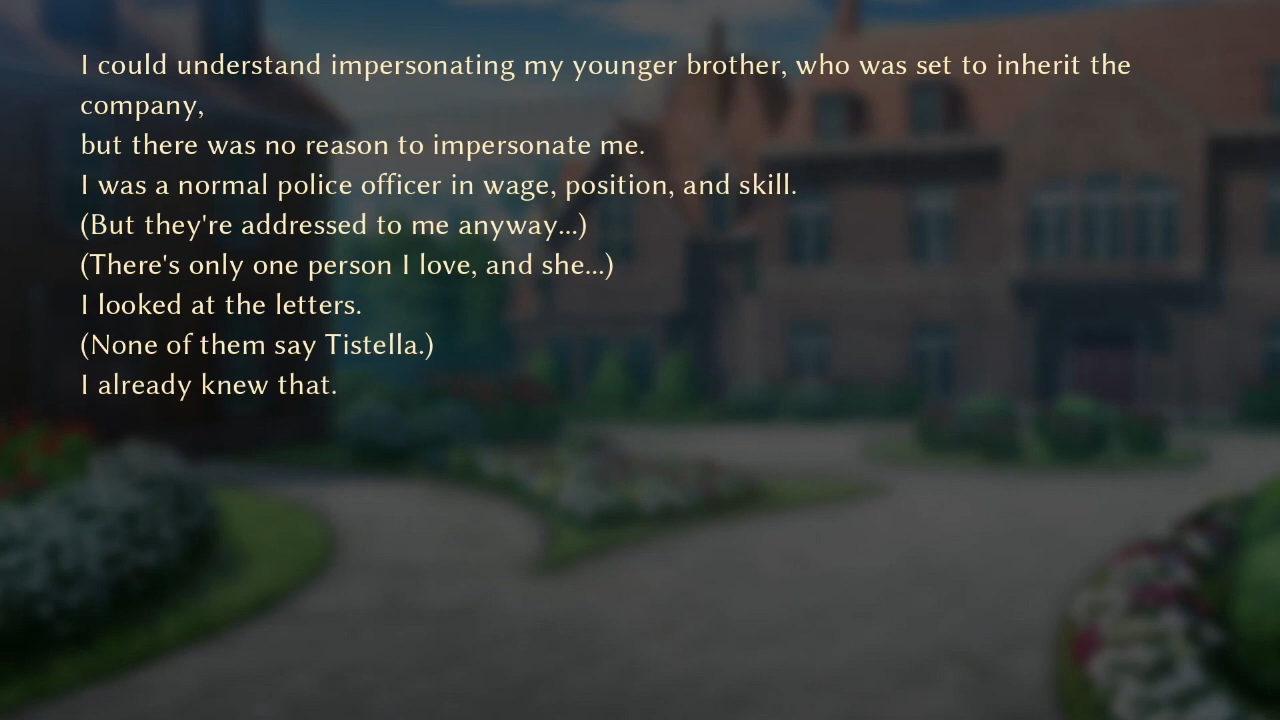 I could understand impersonating my younger brother, who was set to inherit the
company,
but there was no reason to impersonate me.
I was a normal police officer in wage, position, and skill.
(But they're addressed to me anyway...)
(There's only one person I love, and she...)
I looked at the letters.
(None of them say Tistella.)
I already knew that.